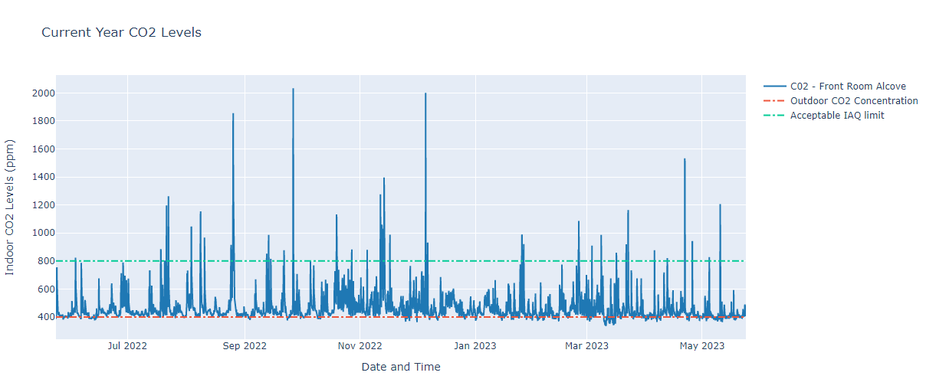 Current Year CO2 Levels
C02 - Front Room Alcove
Outdoor CO2 Concentration
Acceptable IAQ limit
Indoor CO2 Levels (ppm)
2000
1800
1600
1400
1200
1000
800
600
400
Jul 2022
Sep 2022
Nov 2022
Jan 2023
Mar 2023
May 2023
Date and Time